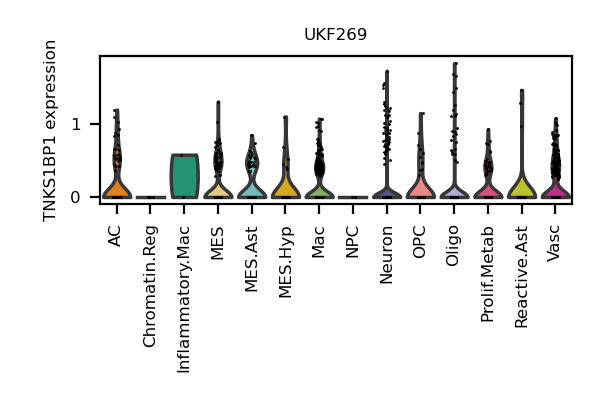 UKF269
TNKS1BP1 expression
1
0
AC
Chromatin.Reg
Inflammatory.Mac
MES
MES.Ast
MES.Hyp
Mac
NPC
Neuron
OPC
Oligo
Prolif.Metab
Reactive.Ast
Vasc